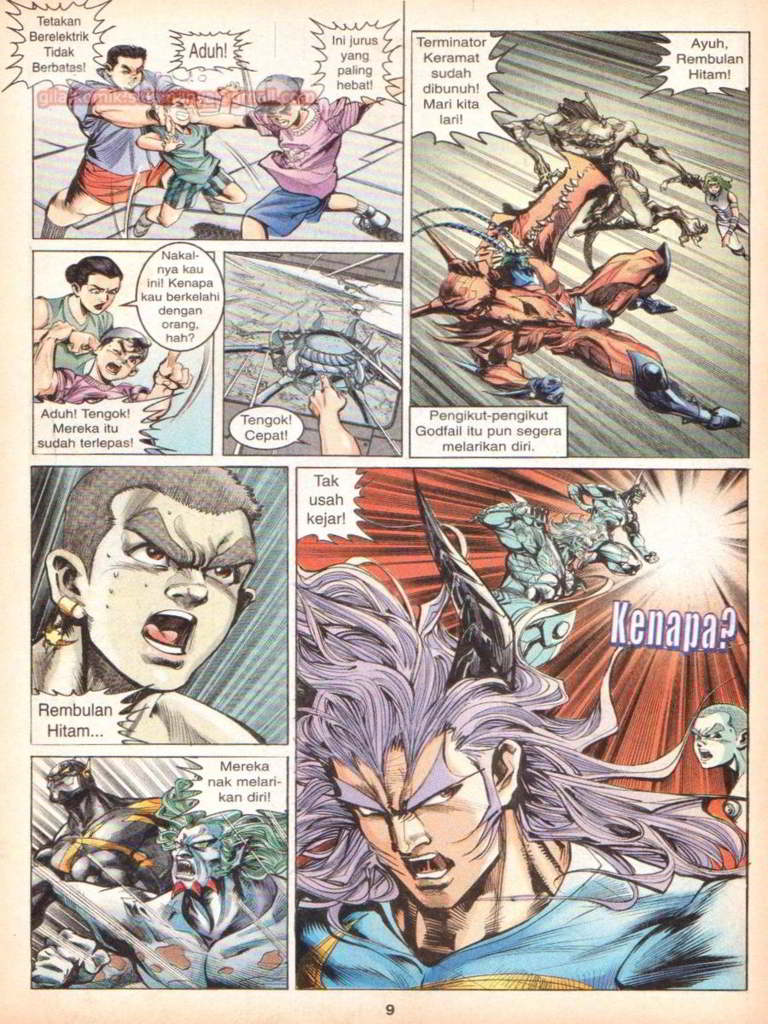 Tetakan
Berelektrik
Tidak
Berbatas!
Aduh!
Ini jurus
yang
paling
hebat!
Nakal-
nya kau
ini! Kenapa
kau berkelahi
dengan
orang,
hah?
Aduh! Tengok!
Mereka itu
sudah terlepas!
Tengok!
Cepat!
Terminator
Keramat
sudah
dibunuh!
Mari kita
lari!
Ayuh,
Rembulan
Hitam!
Pengikut-pengikut
Godfail itu pun segera
melarikan diri.
Rembulan
Hitam...
Mereka
nak melari-
kan diri!
Tak
usah
kejar!
Kenapa?
9